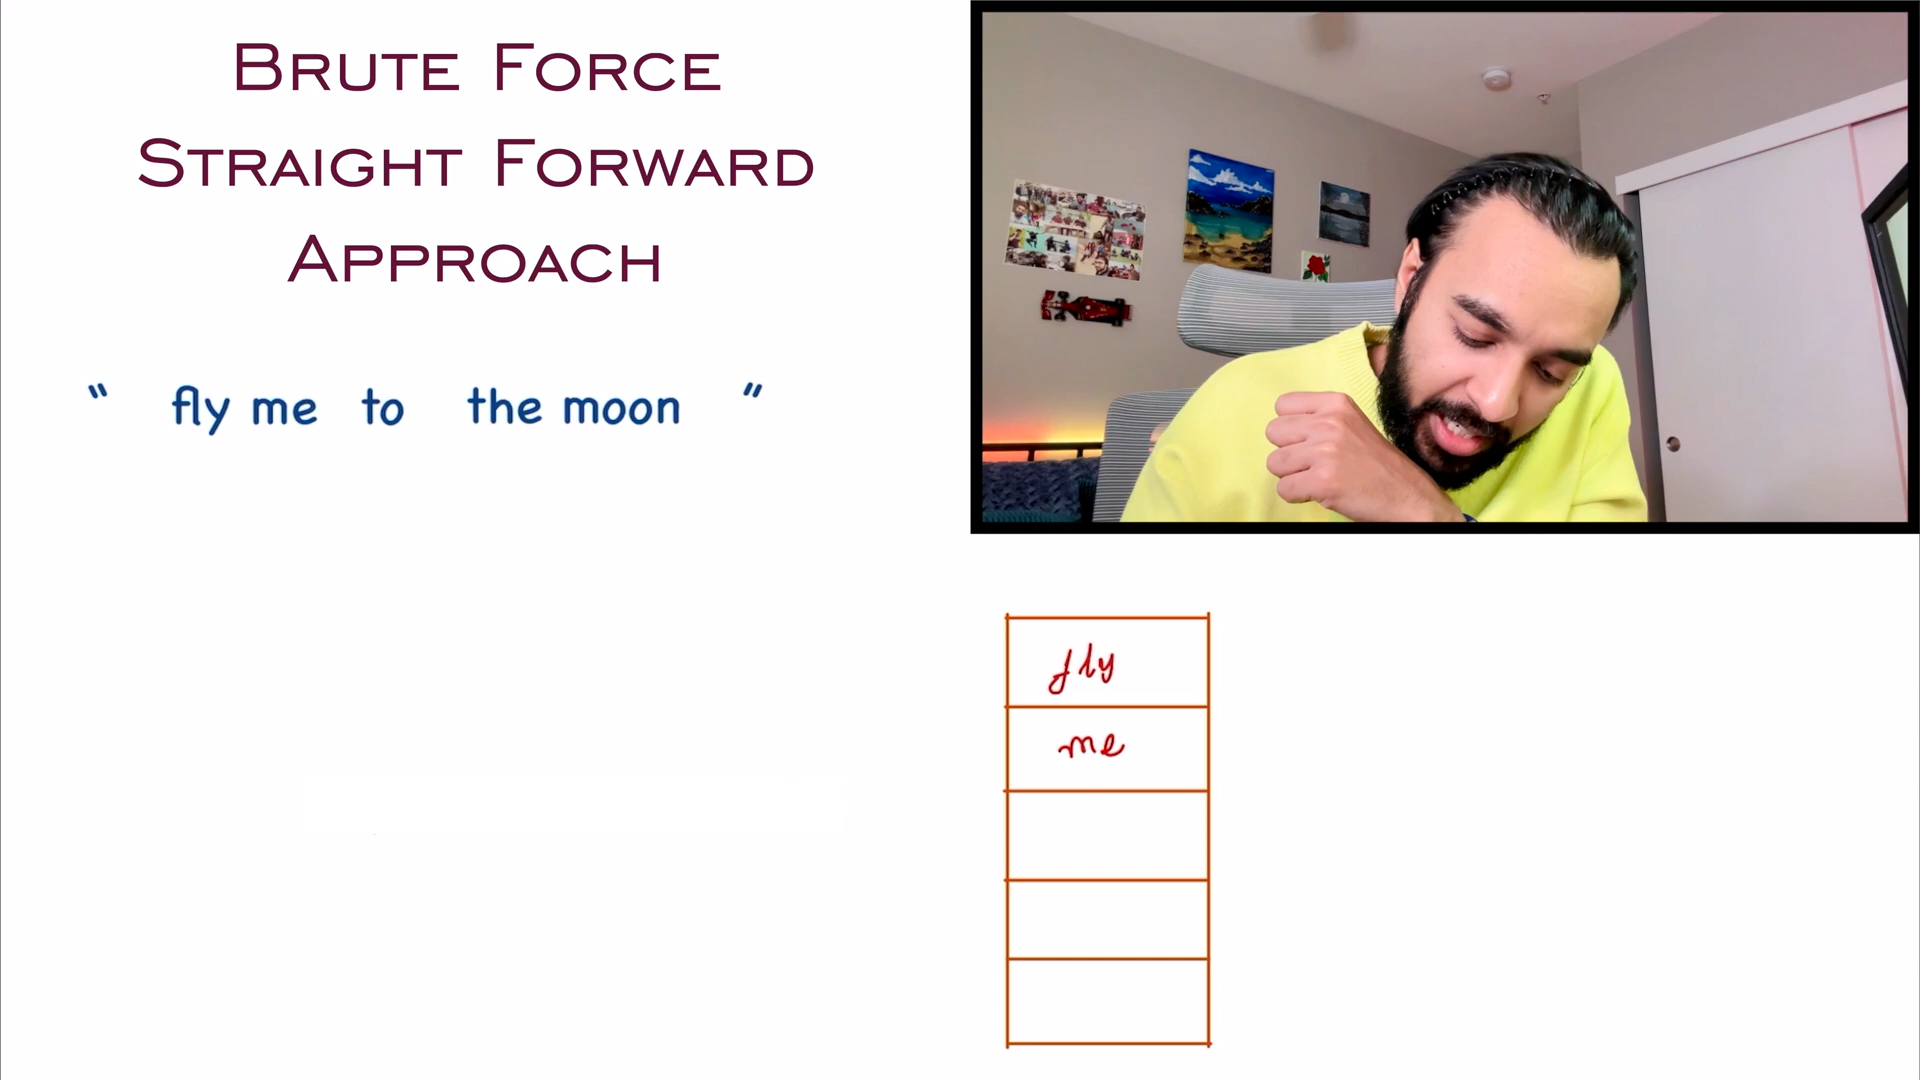 BRUTE FORCE
STRAIGHT FORWARD
APPROACH
“ fly me to the moon ”
fly
me